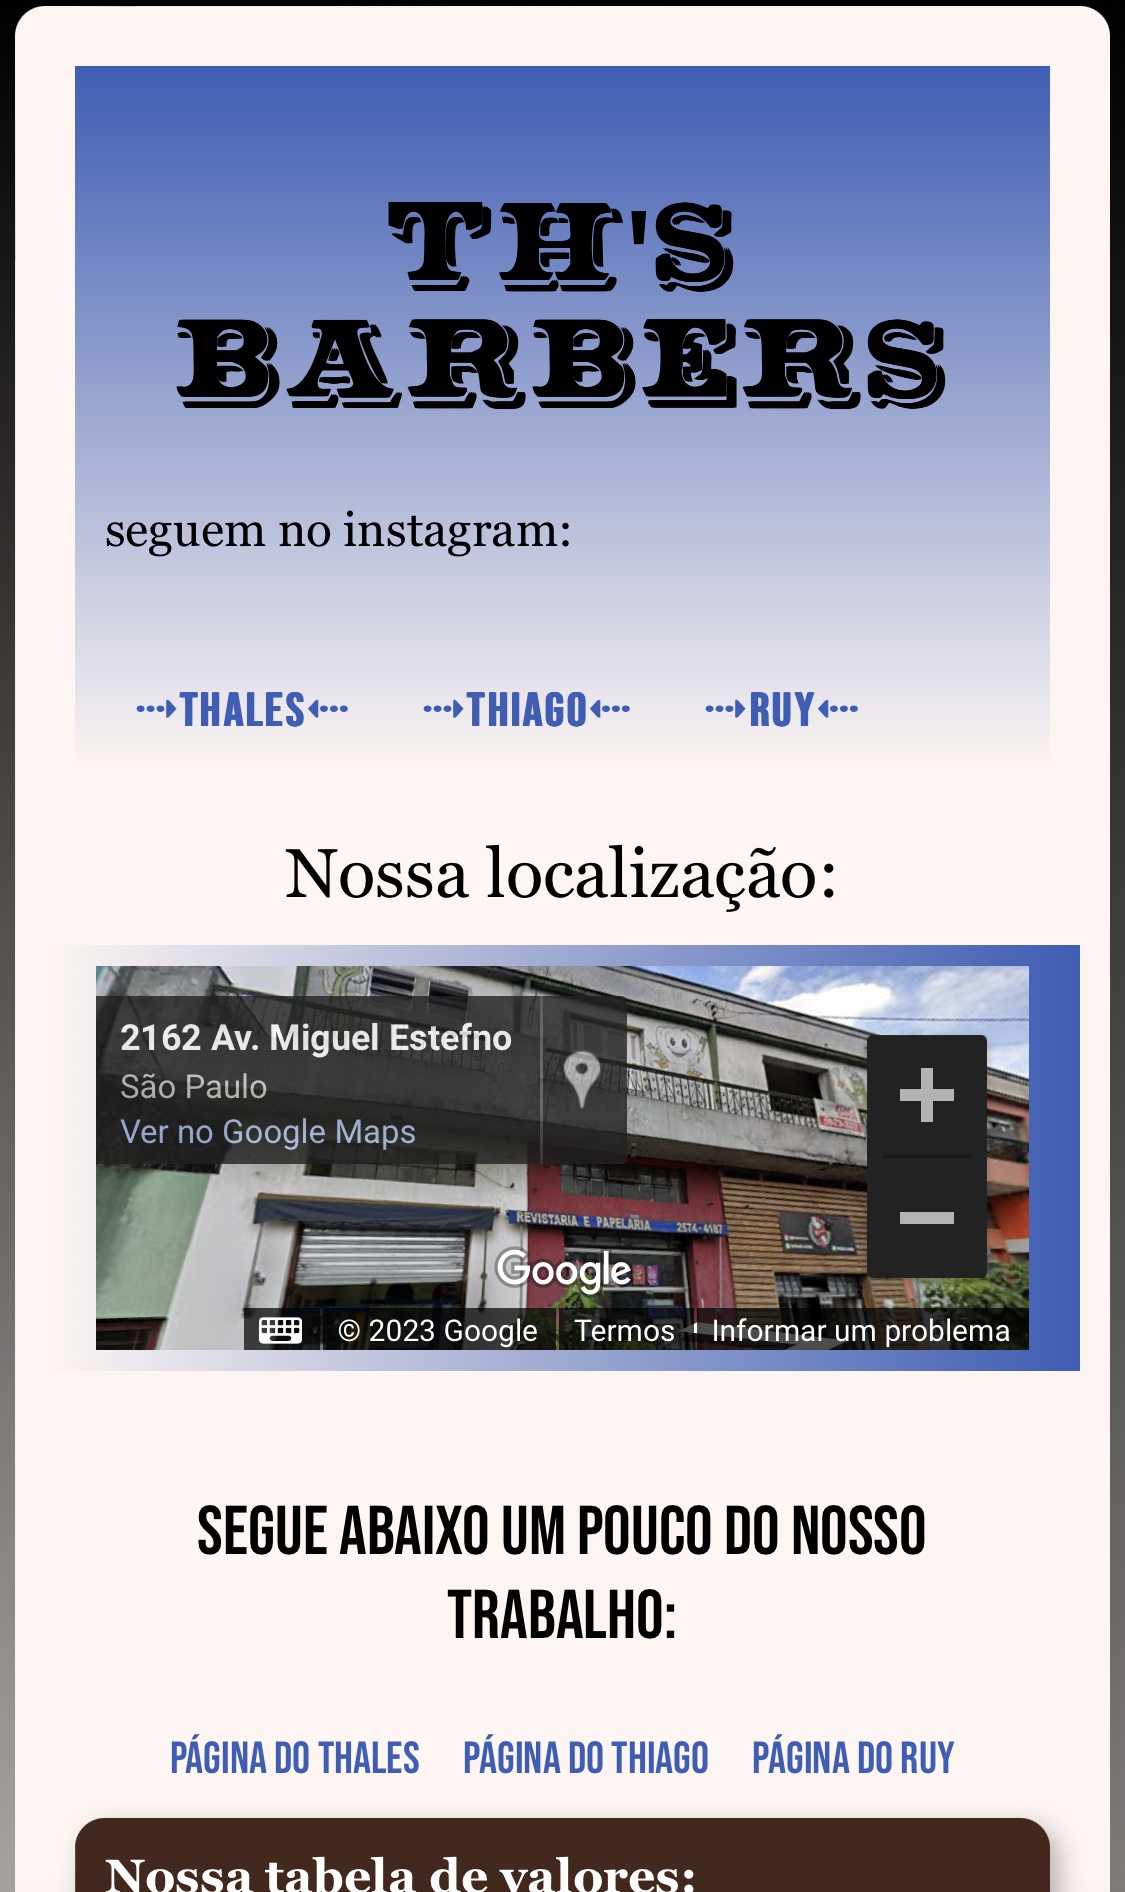 TH'S
BARBERS
seguem no instagram:
THALES
THIAGO
RUY
Nossa localização:
2162 Av. Miguel Estefno
São Paulo
Ver no Google Maps
REVISTARIA E PAPELARIA 2574-4187
Google
© 2023 Google Termos Informar um problema
SEGUE ABAIXO UM POUCO DO NOSSO
TRABALHO:
PÁGINA DO THALES PÁGINA DO THIAGO PÁGINA DO RUY
Nossa tabela de valores: